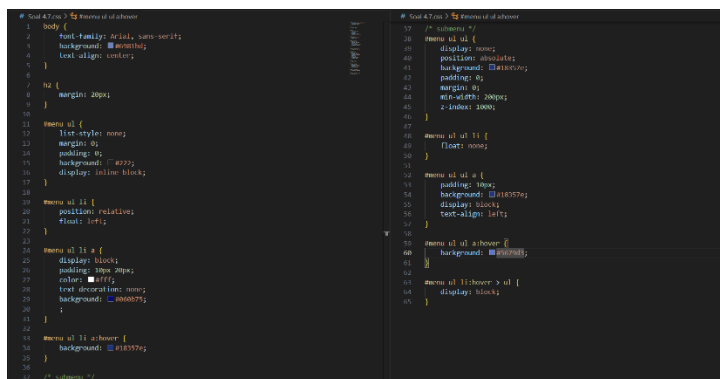 # Soal 4.7.css > #menu ul ul a:hover
1 body {
2 font-family: Arial, sans-serif;
3 background: #6981bd;
4 text-align: center;
5 }
6
7 h2 {
8 margin: 20px;
9 }
10
11 #menu ul {
12 list-style: none;
13 margin: 0;
14 padding: 0;
15 background: #222;
16 display: inline-block;
17 }
18
19 #menu ul li {
20 position: relative;
21 float: left;
22 }
23
24 #menu ul li a {
25 display: block;
26 padding: 10px 20px;
27 color: #fff;
28 text-decoration: none;
29 background: #080b75;
30 ;
31 }
32
33 #menu ul li a:hover {
34 background: #18357e;
35 }
36
37 /* submenu */
# Soal 4.7.css > #menu ul ul a:hover
37 /* submenu */
38 #menu ul ul {
39 display: none;
40 position: absolute;
41 background: #18357e;
42 padding: 0;
43 margin: 0;
44 min-width: 200px;
45 z-index: 1000;
46 }
47
48 #menu ul ul li {
49 float: none;
50 }
51
52 #menu ul ul a {
53 padding: 10px;
54 background: #18357e;
55 display: block;
56 text-align: left;
57 }
58
59 #menu ul ul a:hover {
60 background: #5679d3;
61 }
62
63 #menu ul li:hover > ul {
64 display: block;
65 }